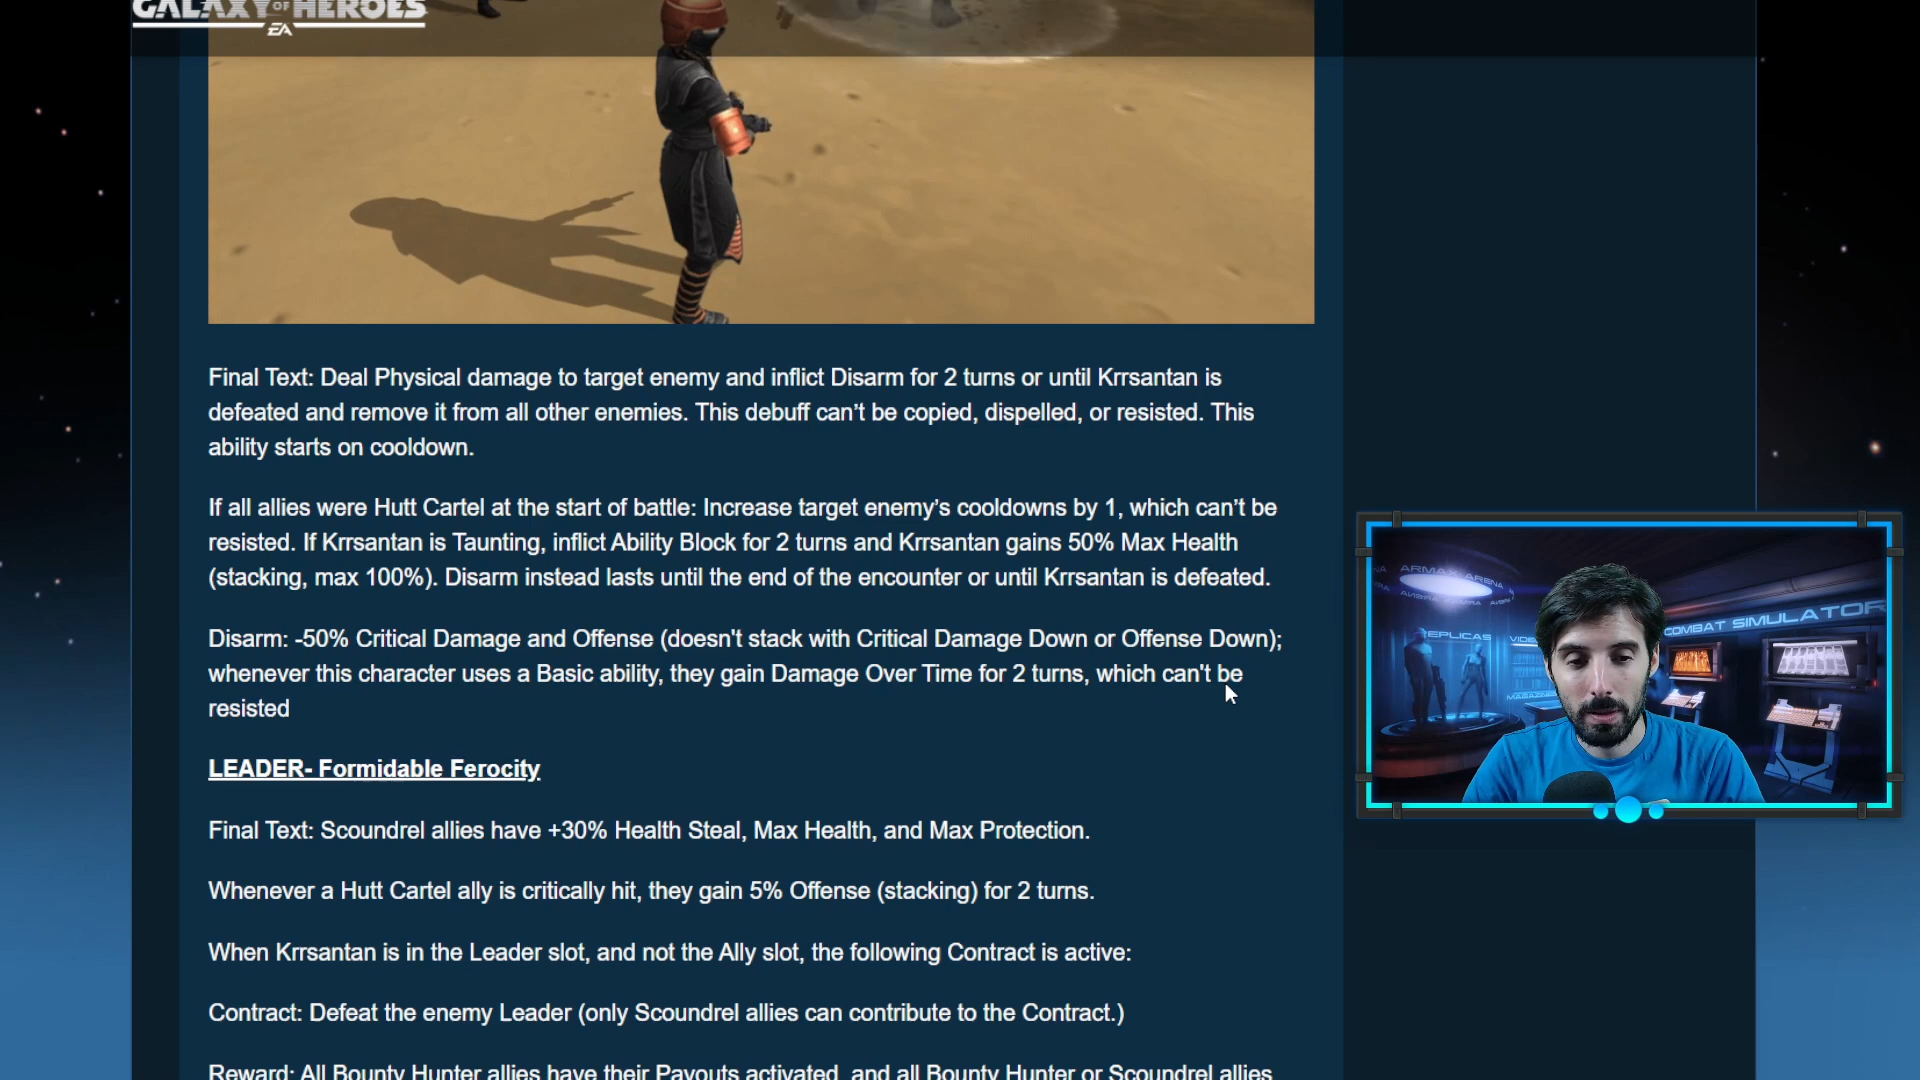 GALAXY OF HEROES
EA
Final Text: Deal Physical damage to target enemy and inflict Disarm for 2 turns or until Krrsantan is
defeated and remove it from all other enemies. This debuff can’t be copied, dispelled, or resisted. This
ability starts on cooldown.
If all allies were Hutt Cartel at the start of battle: Increase target enemy’s cooldowns by 1, which can’t be
resisted. If Krrsantan is Taunting, inflict Ability Block for 2 turns and Krrsantan gains 50% Max Health
(stacking, max 100%). Disarm instead lasts until the end of the encounter or until Krrsantan is defeated.
Disarm: -50% Critical Damage and Offense (doesn't stack with Critical Damage Down or Offense Down);
whenever this character uses a Basic ability, they gain Damage Over Time for 2 turns, which can't be
resisted
LEADER- Formidable Ferocity
Final Text: Scoundrel allies have +30% Health Steal, Max Health, and Max Protection.
Whenever a Hutt Cartel ally is critically hit, they gain 5% Offense (stacking) for 2 turns.
When Krrsantan is in the Leader slot, and not the Ally slot, the following Contract is active:
Contract: Defeat the enemy Leader (only Scoundrel allies can contribute to the Contract.)
Reward: All Bounty Hunter allies have their Payouts activated, and all Bounty Hunter or Scoundrel allies
ARMAX ARENA
REPLICAS
COMBAT SIMULATOR